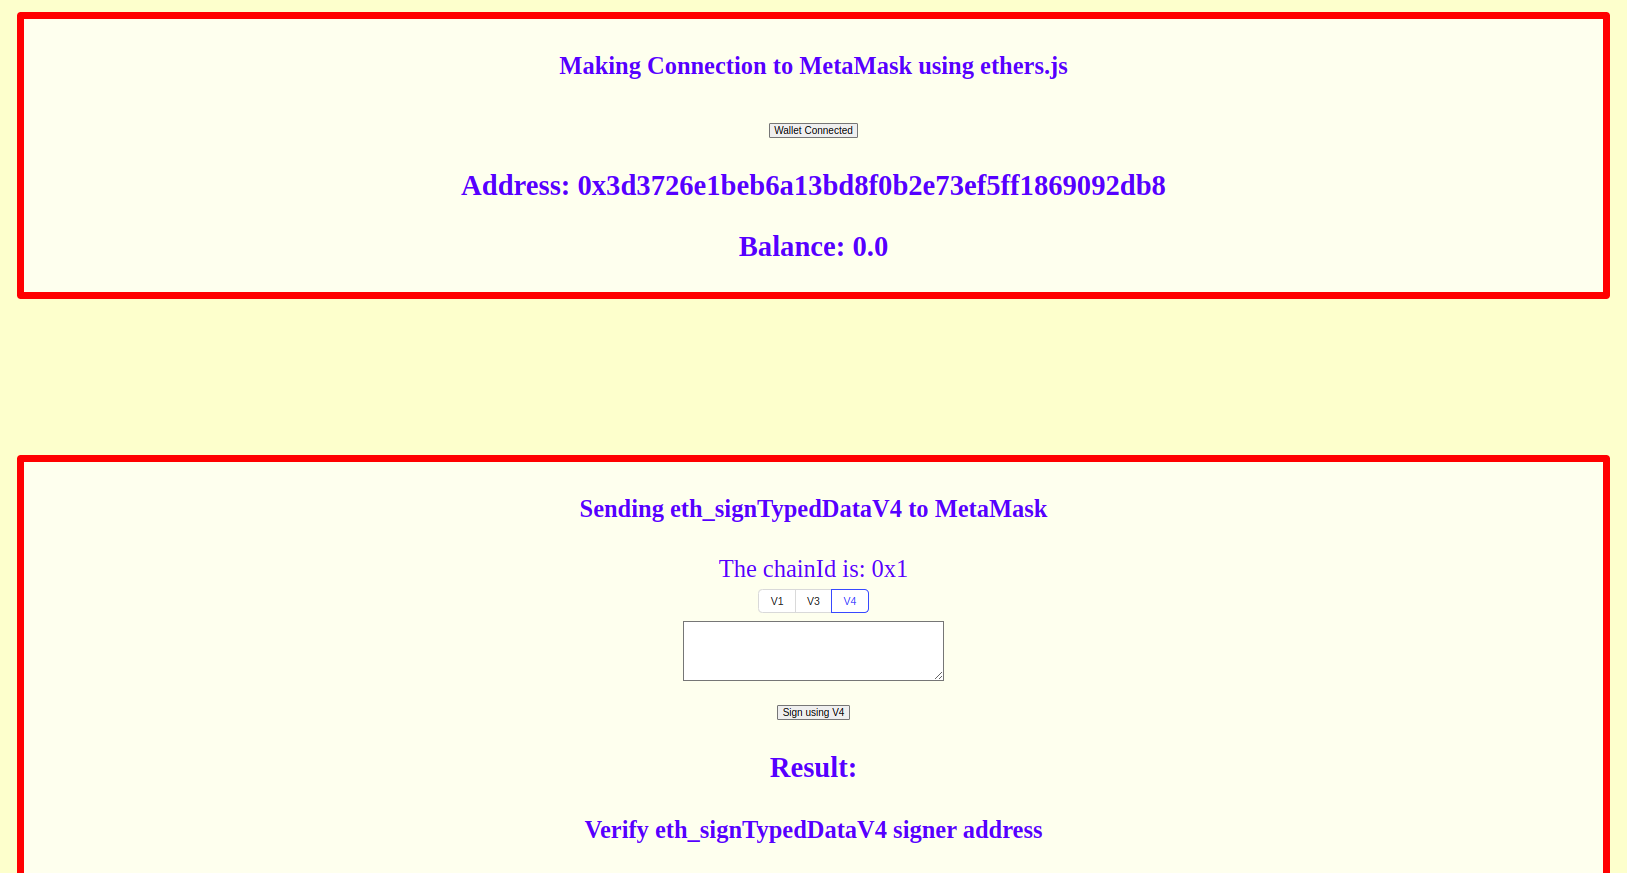 Making Connection to MetaMask using ethers.js
Wallet Connected
Address: 0x3d3726e1beb6a13bd8f0b2e73ef5ff1869092db8
Balance: 0.0
Sending eth_signTypedDataV4 to MetaMask
The chainId is: 0x1
V1 V3 V4
Sign using V4
Result:
Verify eth_signTypedDataV4 signer address